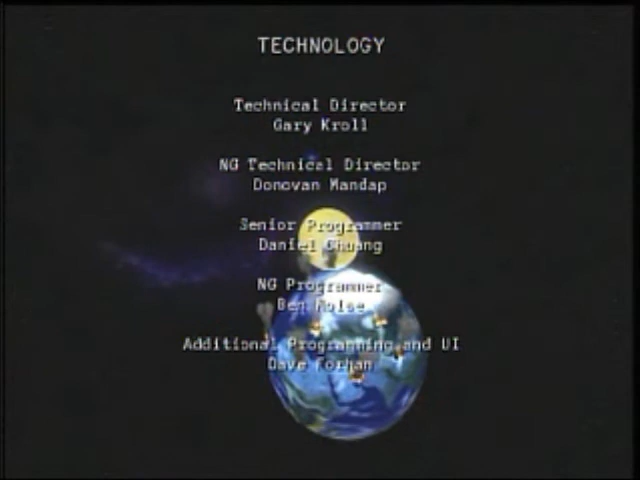 TECHNOLOGY
Technical Director
Gary Kroll
NG Technical Director
Donovan Mandap
Senior Programmer
Daniel Chuang
NG Programmer
Ben
Additional Programming and UI
Dave Forhan